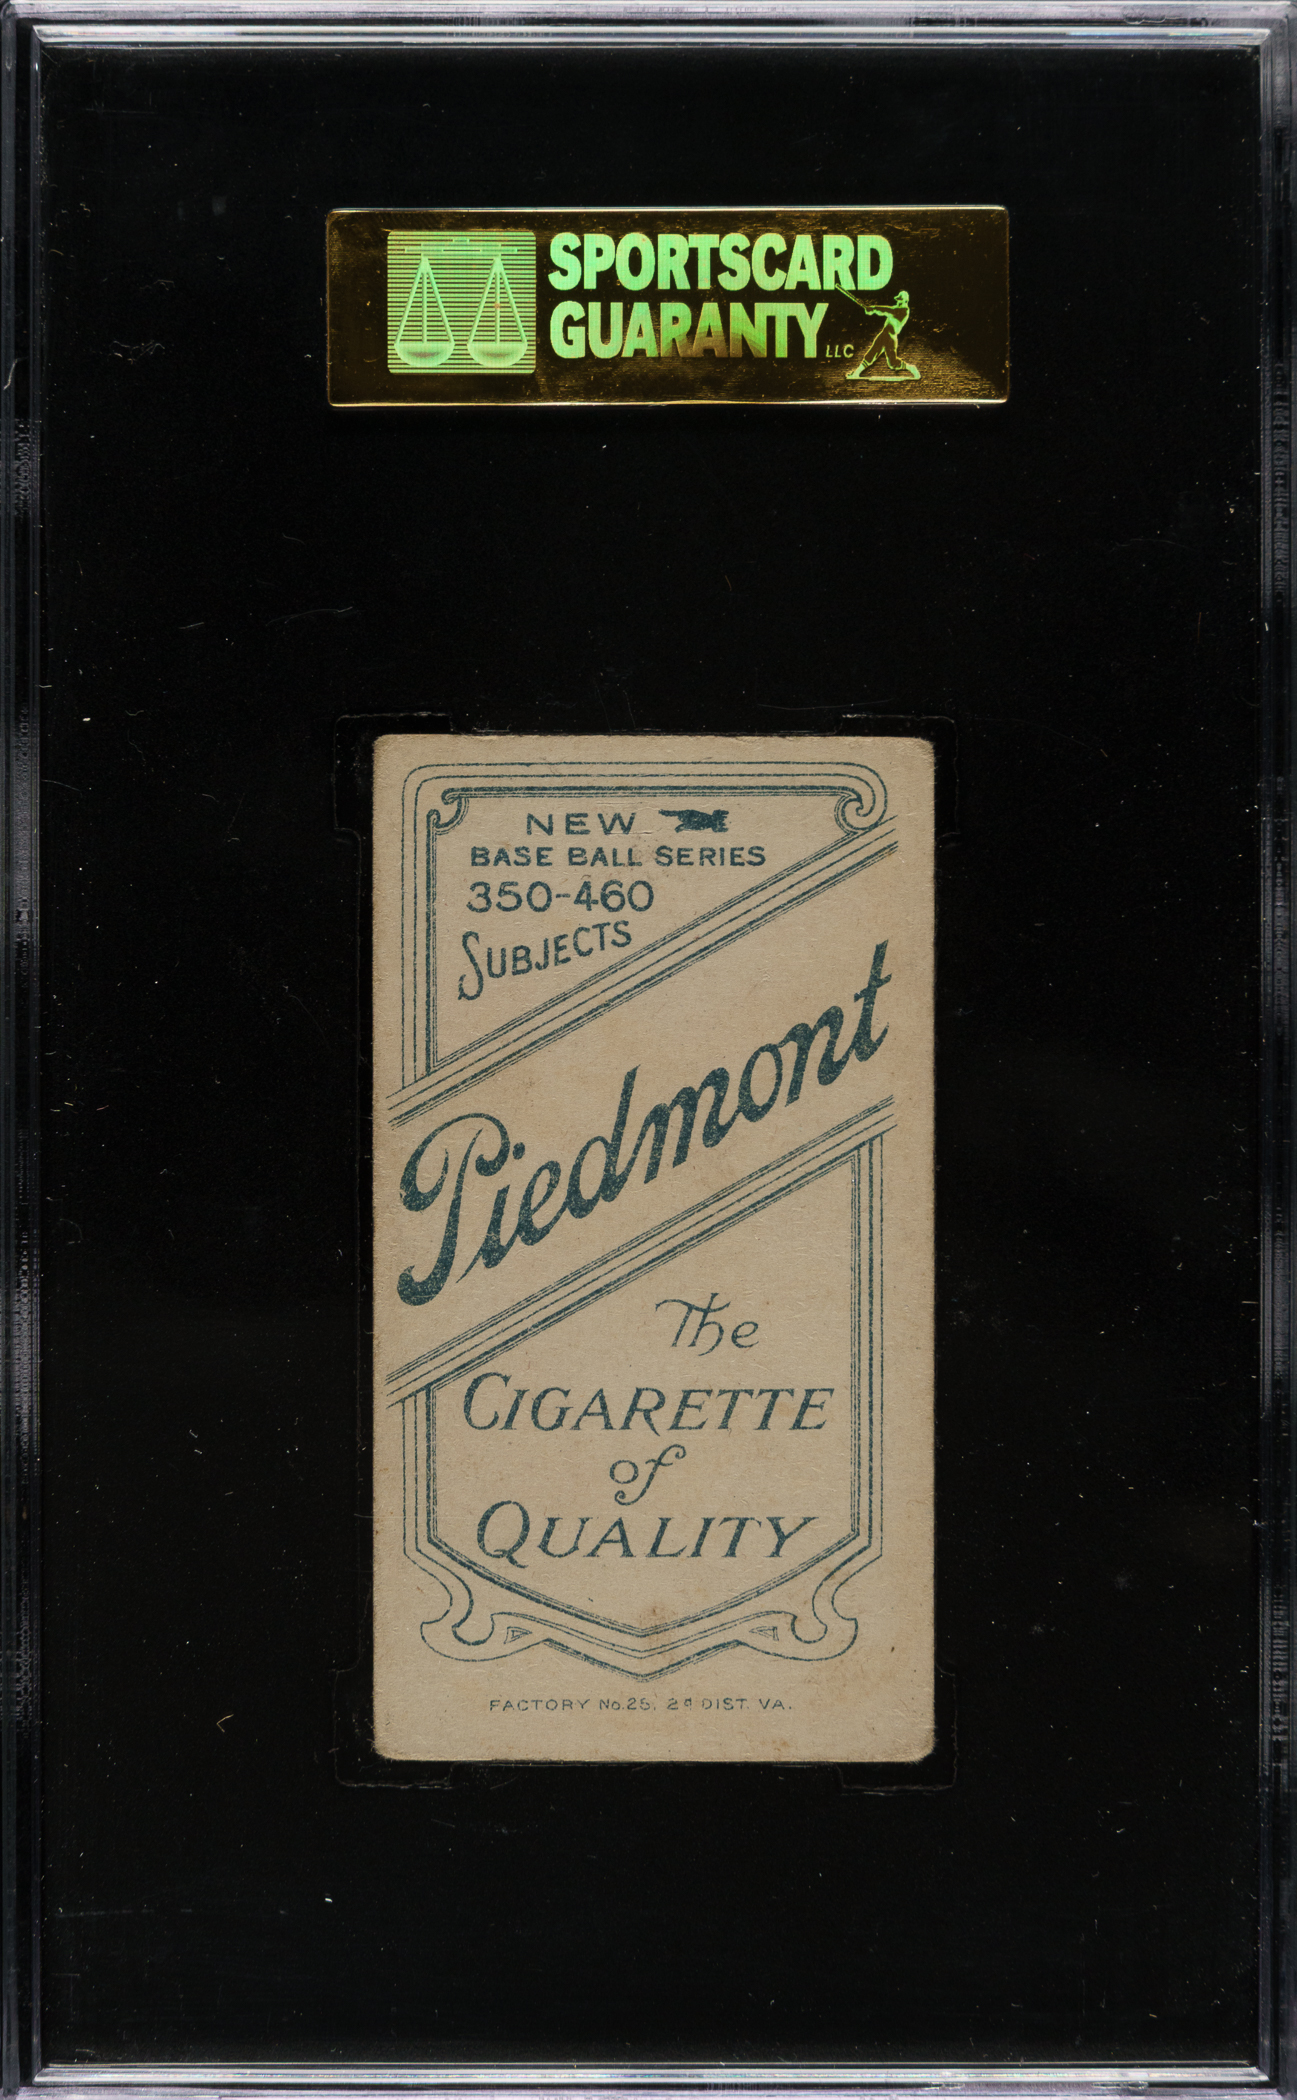 SPORTSCARD
GUARANTY LLC
NEW
BASE BALL SERIES
350-460
SUBJECTS
Piedmont
The
CIGARETTE
of
QUALITY
FACTORY No.25, 2d DIST. VA.